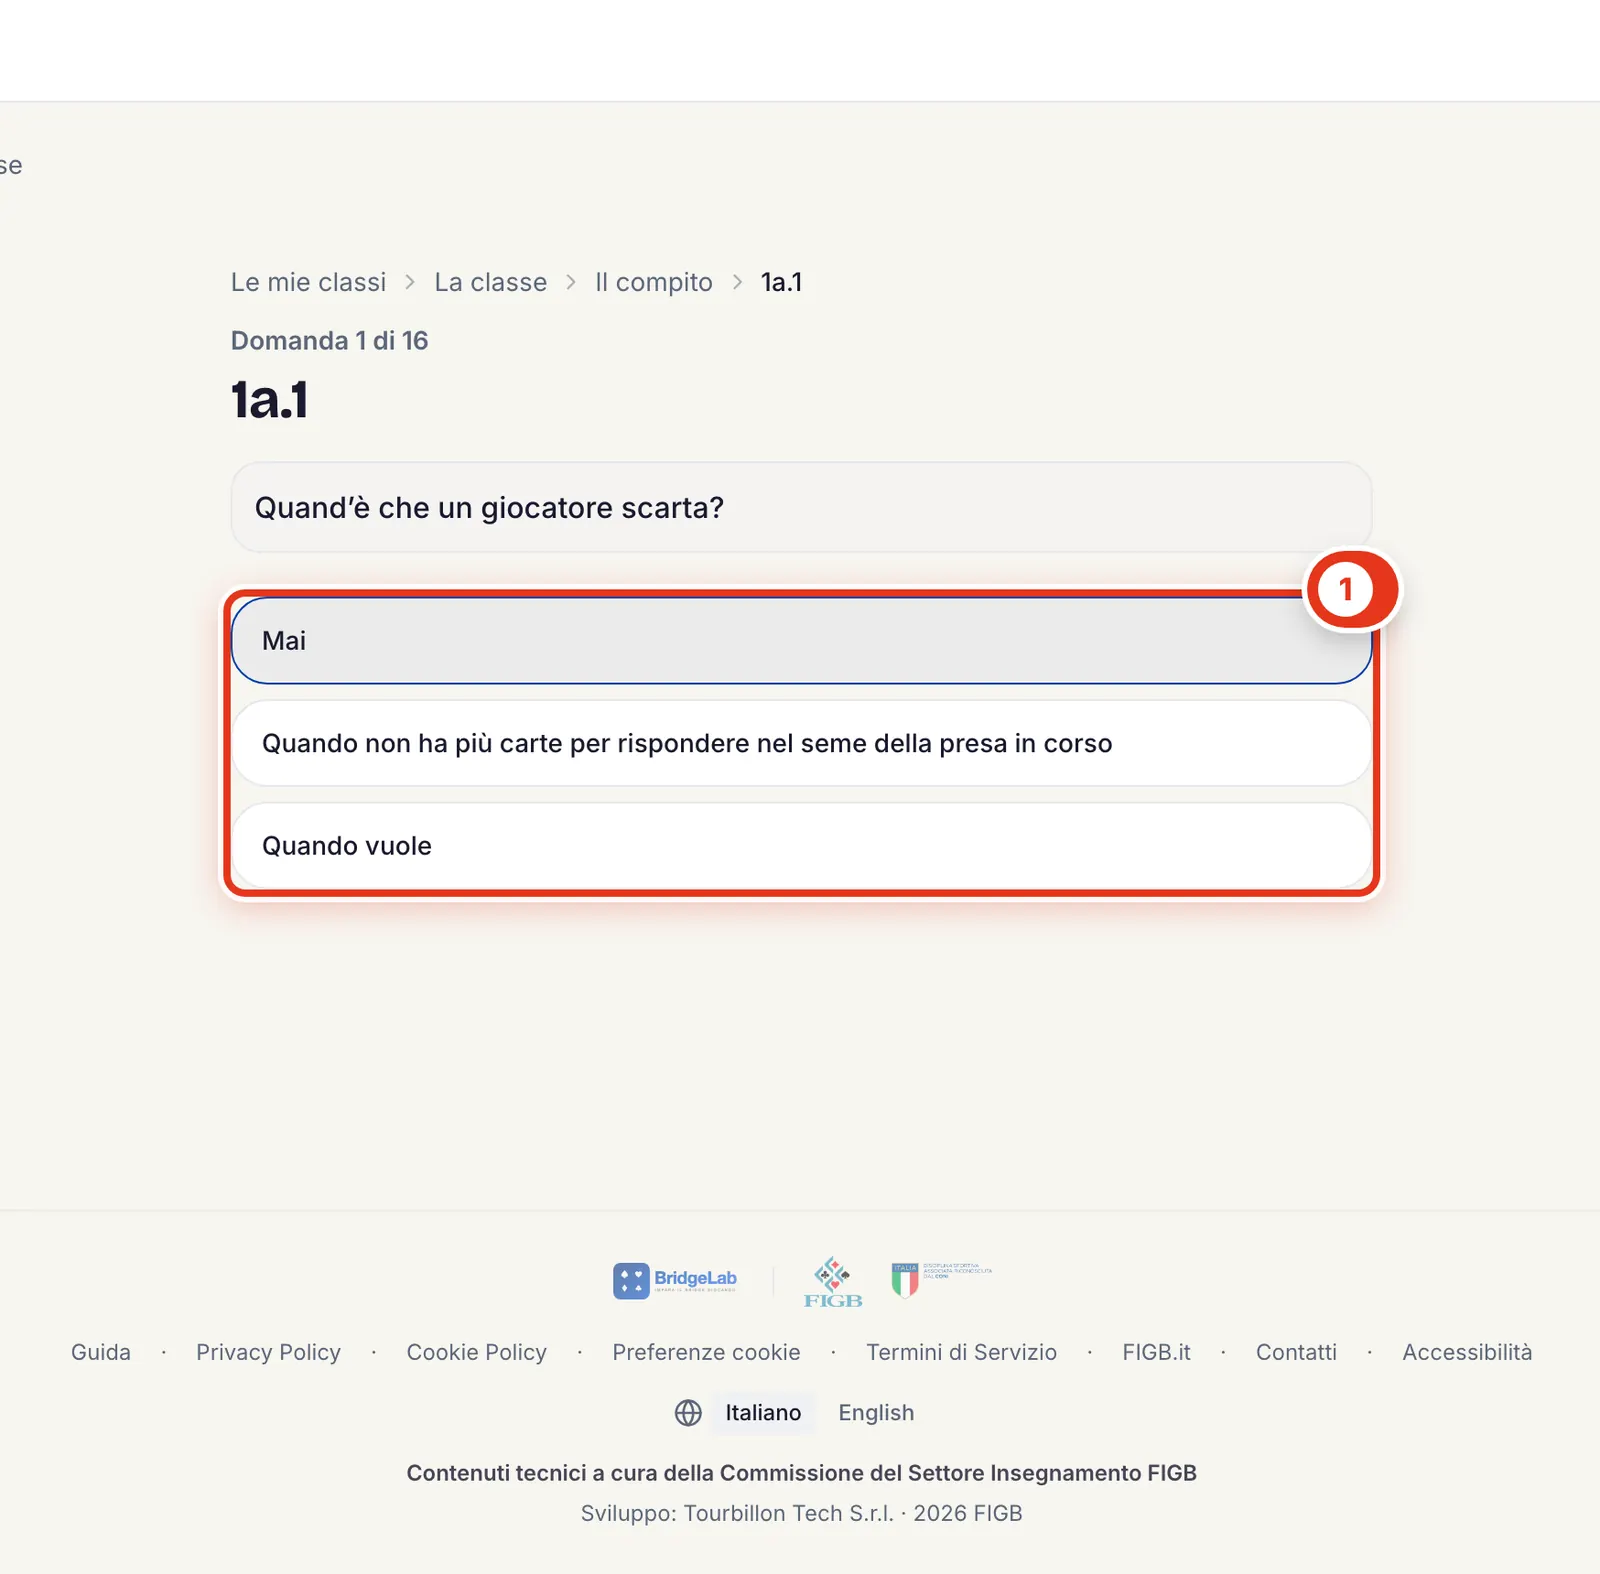 se
Le mie classi > La classe > Il compito > 1a.1
Domanda 1 di 16
1a.1
Quand’è che un giocatore scarta?
1
Mai
Quando non ha più carte per rispondere nel seme della presa in corso
Quando vuole
BridgeLab
FIGB
ITALIA
Guida · Privacy Policy · Cookie Policy · Preferenze cookie · Termini di Servizio · FIGB.it · Contatti · Accessibilità
Italiano English
Contenuti tecnici a cura della Commissione del Settore Insegnamento FIGB
Sviluppo: Tourbillon Tech S.r.l. · 2026 FIGB